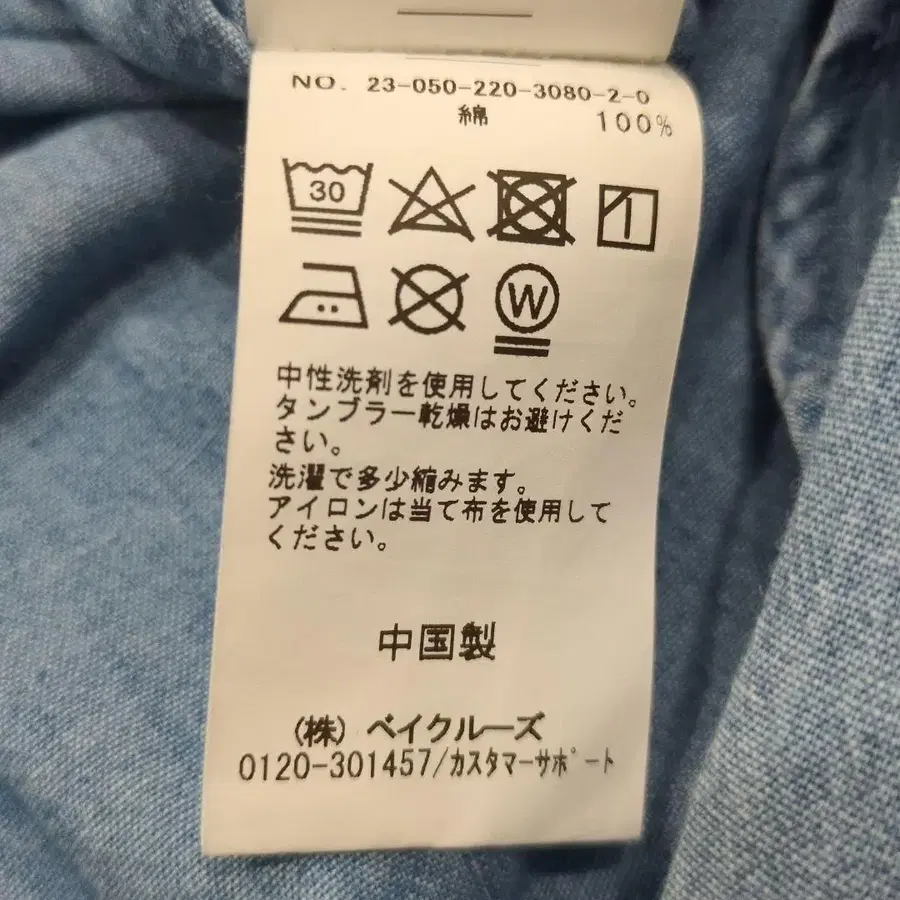 NO. 23-050-220-3080-2-0
綿 100%
30
W
中性洗剤を使用してください。
タンブラー乾燥はお避けくだ
さい。
洗濯で多少縮みます。
アイロンは当て布を使用して
ください。
中国製
(株) ベイクルーズ
0120-301457/カスタマーサポート